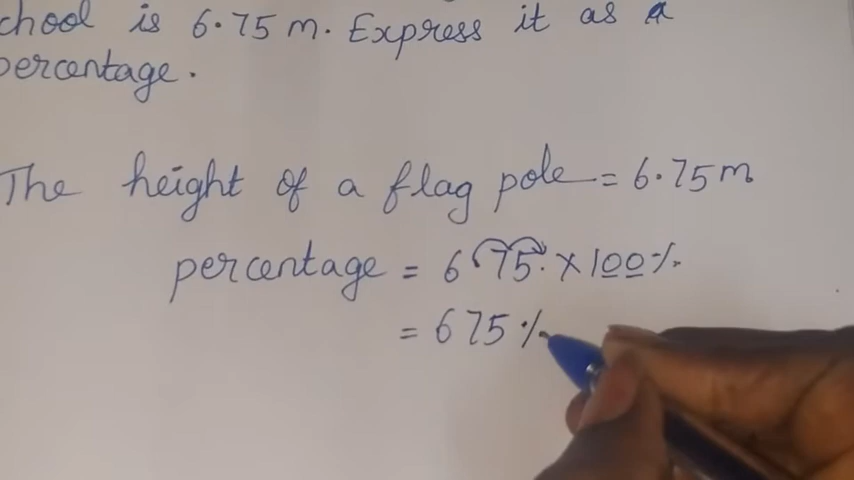 chool is 6.75 m. Express it as a
percentage.
The height of a flag pole = 6.75 m
percentage = 6 75. × 100%
= 675%